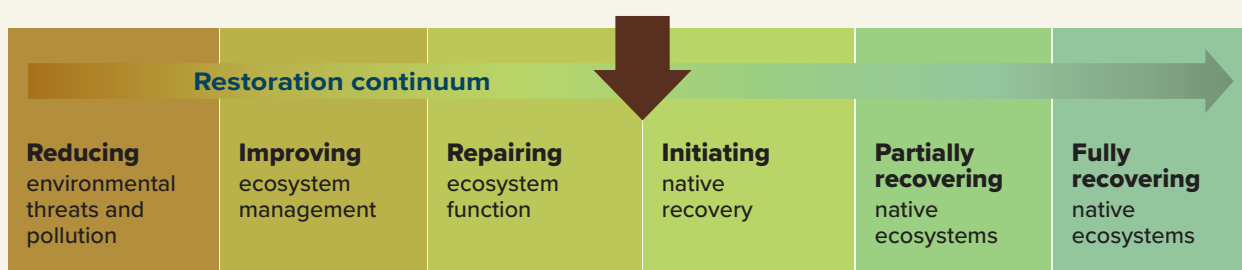 Restoration continuum
Reducing
environmental
threats and
pollution
Improving
ecosystem
management
Repairing
ecosystem
function
Initiating
native
recovery
Partially
recovering
native
ecosystems
Fully
recovering
native
ecosystems